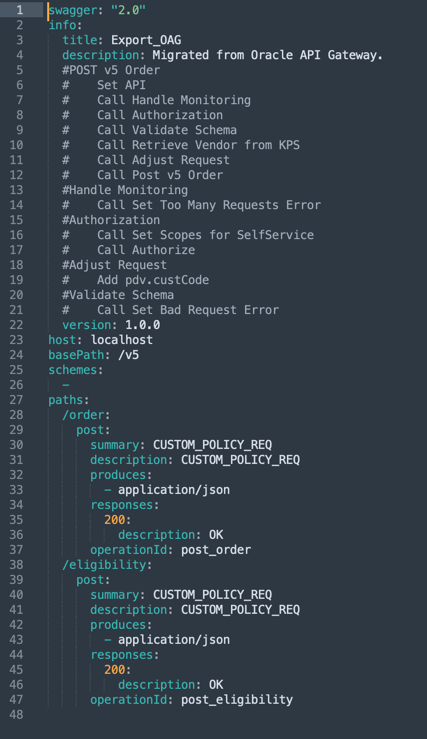 1 swagger: "2.0"
2 info:
3   title: Export_OAG
4   description: Migrated from Oracle API Gateway.
5   #POST v5 Order
6   #    Set API
7   #    Call Handle Monitoring
8   #    Call Authorization
9   #    Call Validate Schema
10   #    Call Retrieve Vendor from KPS
11   #    Call Adjust Request
12   #    Call Post v5 Order
13   #Handle Monitoring
14   #    Call Set Too Many Requests Error
15   #Authorization
16   #    Call Set Scopes for SelfService
17   #    Call Authorize
18   #Adjust Request
19   #    Add pdv.custCode
20   #Validate Schema
21   #    Call Set Bad Request Error
22   version: 1.0.0
23 host: localhost
24 basePath: /v5
25 schemes:
26   -
27 paths:
28   /order:
29     post:
30       summary: CUSTOM_POLICY_REQ
31       description: CUSTOM_POLICY_REQ
32       produces:
33         - application/json
34       responses:
35         200:
36           description: OK
37       operationId: post_order
38   /eligibility:
39     post:
40       summary: CUSTOM_POLICY_REQ
41       description: CUSTOM_POLICY_REQ
42       produces:
43         - application/json
44       responses:
45         200:
46           description: OK
47       operationId: post_eligibility
48